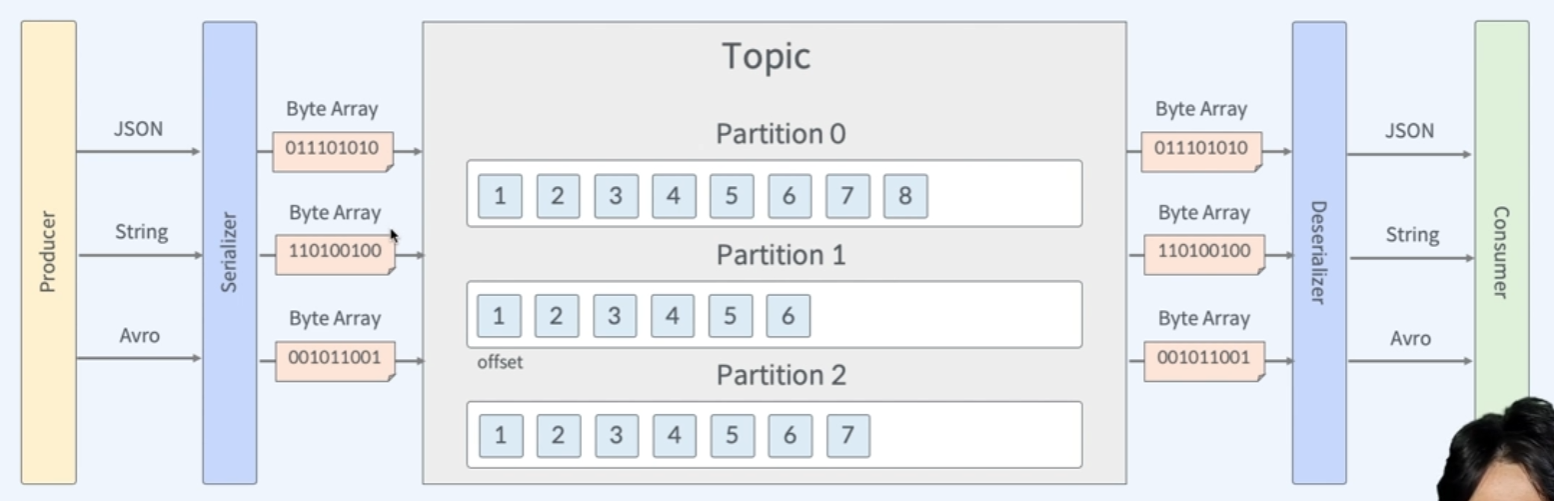 Producer
JSON
String
Avro
Serializer
Byte Array
011101010
Byte Array
110100100
Byte Array
001011001
Topic
Partition 0
1 2 3 4 5 6 7 8
Partition 1
1 2 3 4 5 6
offset
Partition 2
1 2 3 4 5 6 7
Byte Array
011101010
Byte Array
110100100
Byte Array
001011001
Deserializer
JSON
String
Avro
Consumer